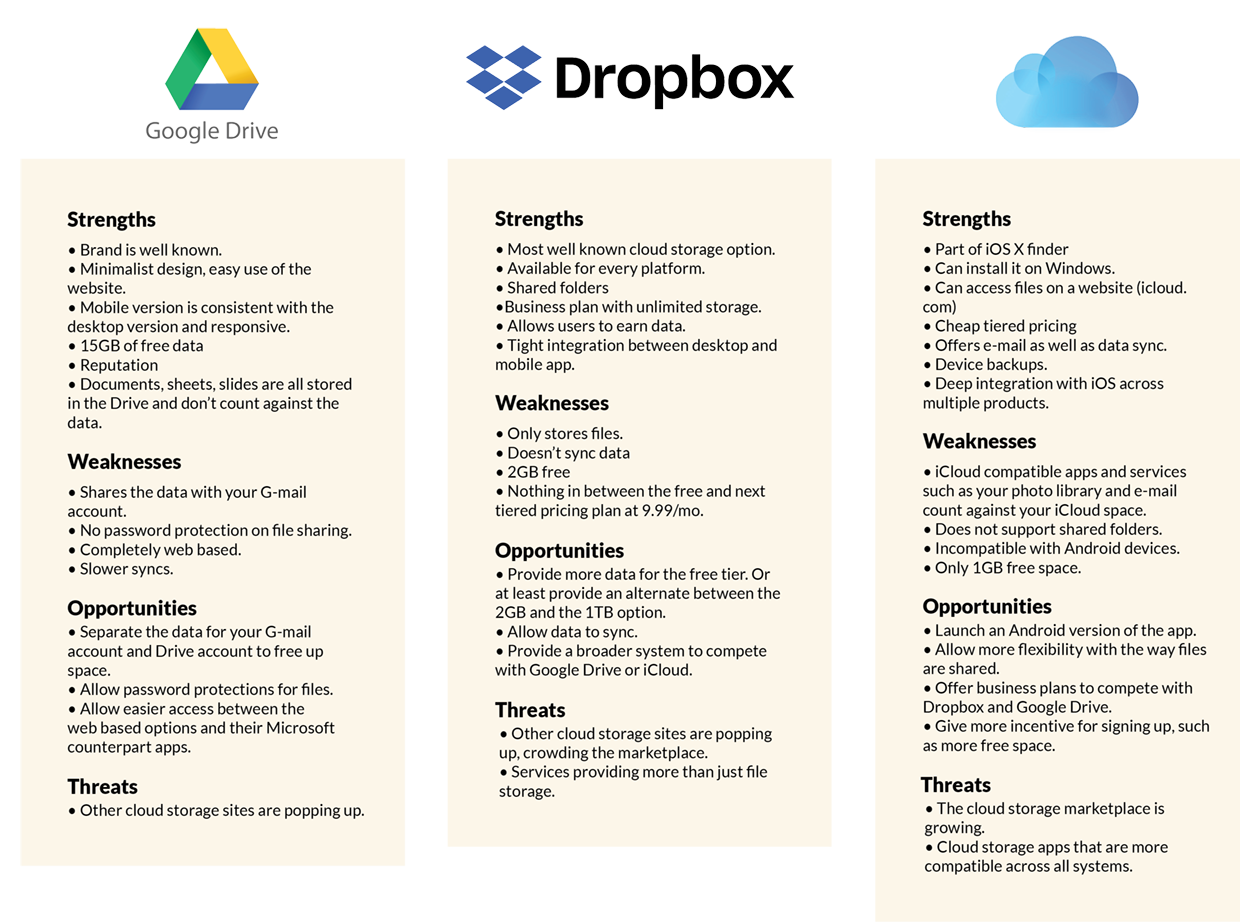 Google Drive
Strengths
• Brand is well known.
• Minimalist design, easy use of the
website.
• Mobile version is consistent with the
desktop version and responsive.
• 15GB of free data
• Reputation
• Documents, sheets, slides are all stored
in the Drive and don’t count against the
data.
Weaknesses
• Shares the data with your G-mail
account.
• No password protection on file sharing.
• Completely web based.
• Slower syncs.
Opportunities
• Separate the data for your G-mail
account and Drive account to free up
space.
• Allow password protections for files.
• Allow easier access between the
web based options and their Microsoft
counterpart apps.
Threats
• Other cloud storage sites are popping up.
Dropbox
Strengths
• Most well known cloud storage option.
• Available for every platform.
• Shared folders
•Business plan with unlimited storage.
• Allows users to earn data.
• Tight integration between desktop and
mobile app.
Weaknesses
• Only stores files.
• Doesn’t sync data
• 2GB free
• Nothing in between the free and next
tiered pricing plan at 9.99/mo.
Opportunities
• Provide more data for the free tier. Or
at least provide an alternate between the
2GB and the 1TB option.
• Allow data to sync.
• Provide a broader system to compete
with Google Drive or iCloud.
Threats
• Other cloud storage sites are popping
up, crowding the marketplace.
• Services providing more than just file
storage.
Strengths
• Part of iOS X finder
• Can install it on Windows.
• Can access files on a website (icloud.
com)
• Cheap tiered pricing
• Offers e-mail as well as data sync.
• Device backups.
• Deep integration with iOS across
multiple products.
Weaknesses
• iCloud compatible apps and services
such as your photo library and e-mail
count against your iCloud space.
• Does not support shared folders.
• Incompatible with Android devices.
• Only 1GB free space.
Opportunities
• Launch an Android version of the app.
• Allow more flexibility with the way files
are shared.
• Offer business plans to compete with
Dropbox and Google Drive.
• Give more incentive for signing up, such
as more free space.
Threats
• The cloud storage marketplace is
growing.
• Cloud storage apps that are more
compatible across all systems.